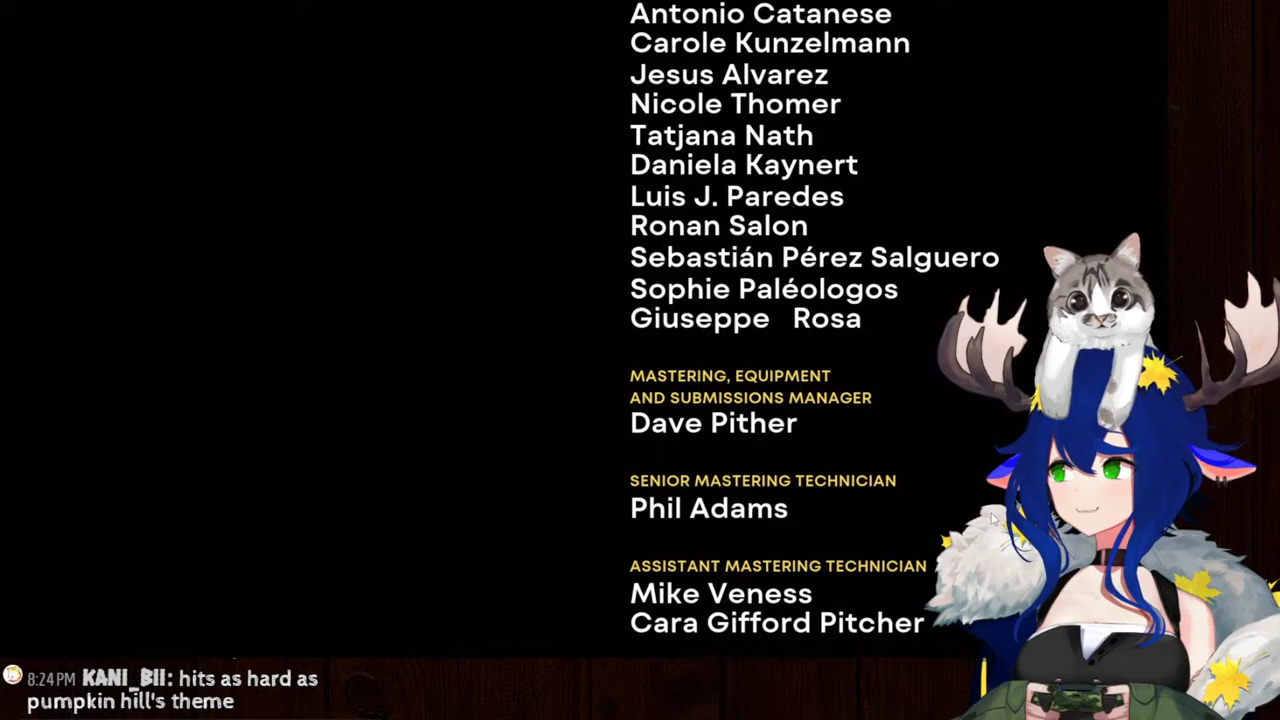 Antonio Catanese
Carole Kunzelmann
Jesus Alvarez
Nicole Thomer
Tatjana Nath
Daniela Kaynert
Luis J. Paredes
Ronan Salon
Sebastián Pérez Salguero
Sophie Paléologos
Giuseppe Rosa
MASTERING, EQUIPMENT
AND SUBMISSIONS MANAGER
Dave Pither
SENIOR MASTERING TECHNICIAN
Phil Adams
ASSISTANT MASTERING TECHNICIAN
Mike Veness
Cara Gifford Pitcher
8:24PM KANI_BII: hits as hard as
pumpkin hill's theme